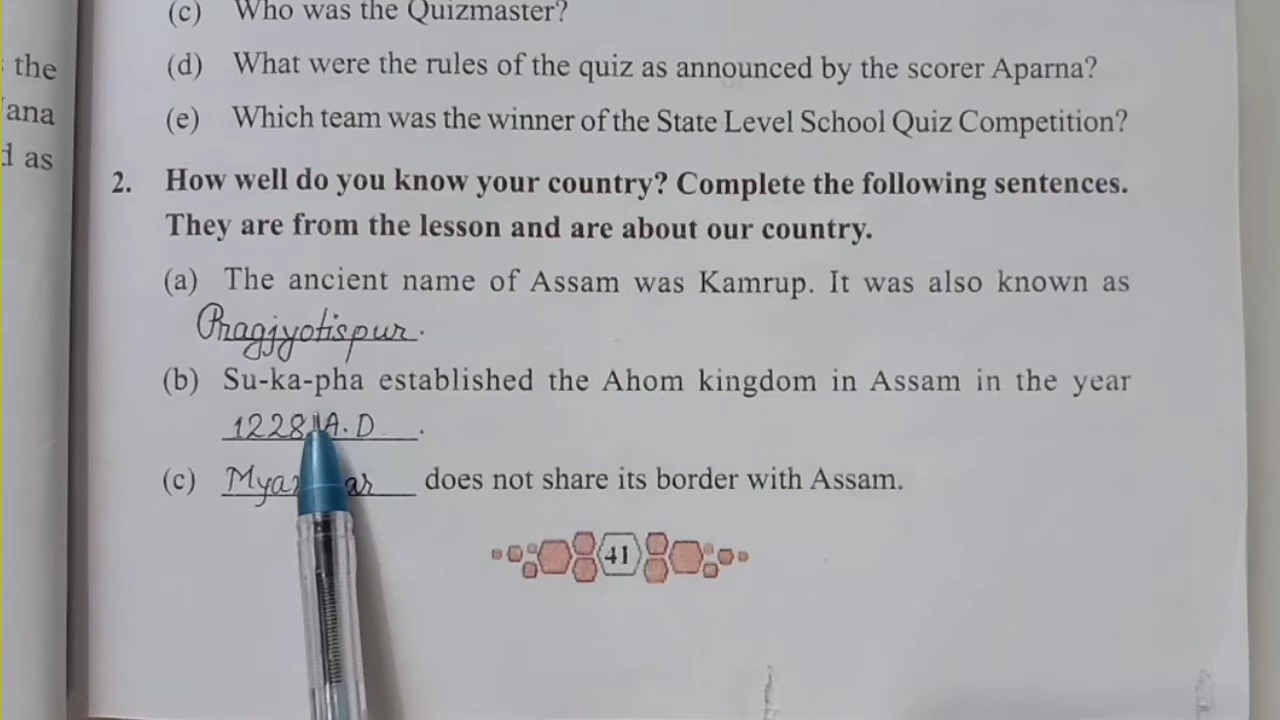 (c) Who was the Quizmaster?
the
(d) What were the rules of the quiz as announced by the scorer Aparna?
ana
(e) Which team was the winner of the State Level School Quiz Competition?
d as
2. How well do you know your country? Complete the following sentences.
They are from the lesson and are about our country.
(a) The ancient name of Assam was Kamrup. It was also known as
Pragjyotispur.
(b) Su-ka-pha established the Ahom kingdom in Assam in the year
1228 A.D.
(c) does not share its border with Assam.
41